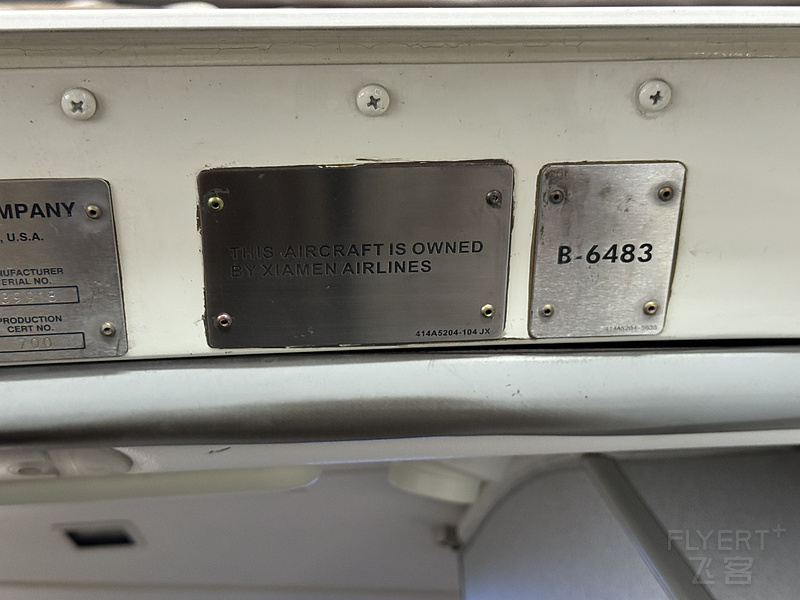 MPANY
, U.S.A.
NUFACTURER
ERIAL NO.
PRODUCTION
CERT NO.
700
THIS AIRCRAFT IS OWNED
BY XIAMEN AIRLINES
414A5204-104 JX
B-6483
FLYERT+
飞客